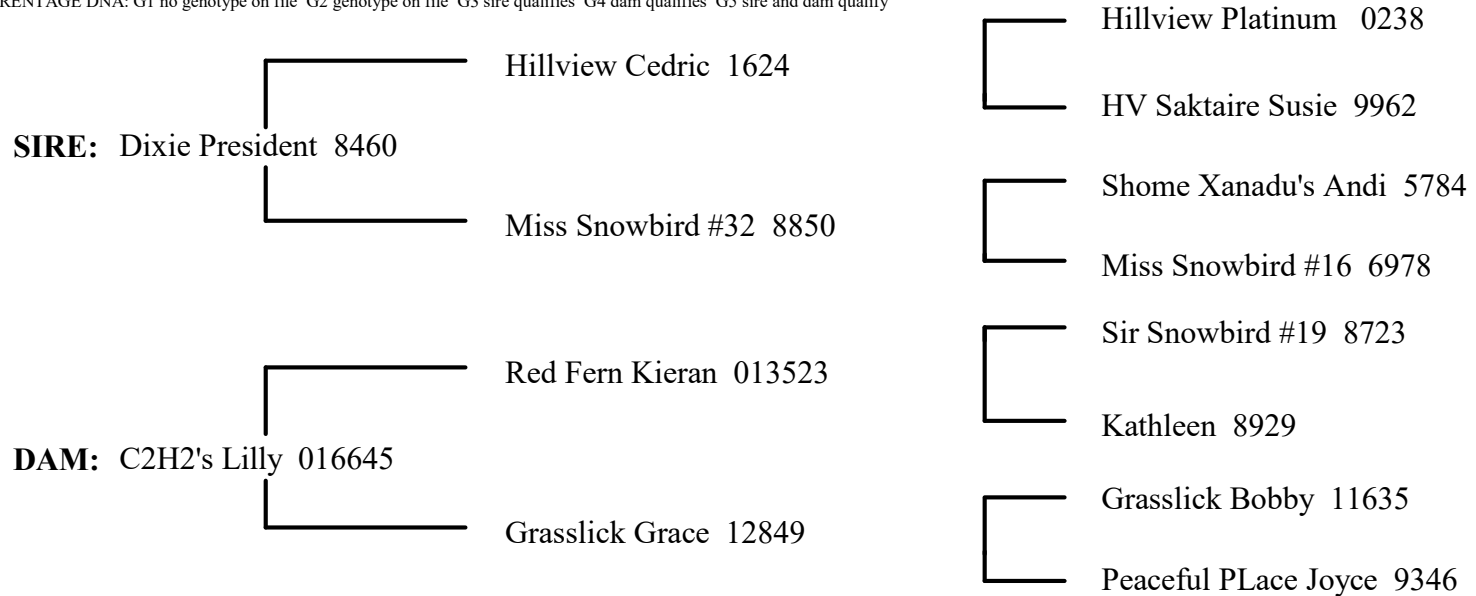 RENTAGE DNA: G1 no genotype on file G2 genotype on file G3 sire qualifies G4 dam qualifies G5 sire and dam qualify
Hillview Platinum 0238
Hillview Cedric 1624
HV Saktaire Susie 9962
SIRE: Dixie President 8460
Shome Xanadu's Andi 5784
Miss Snowbird #32 8850
Miss Snowbird #16 6978
Sir Snowbird #19 8723
Red Fern Kieran 013523
Kathleen 8929
DAM: C2H2's Lilly 016645
Grasslick Bobby 11635
Grasslick Grace 12849
Peaceful PLace Joyce 9346